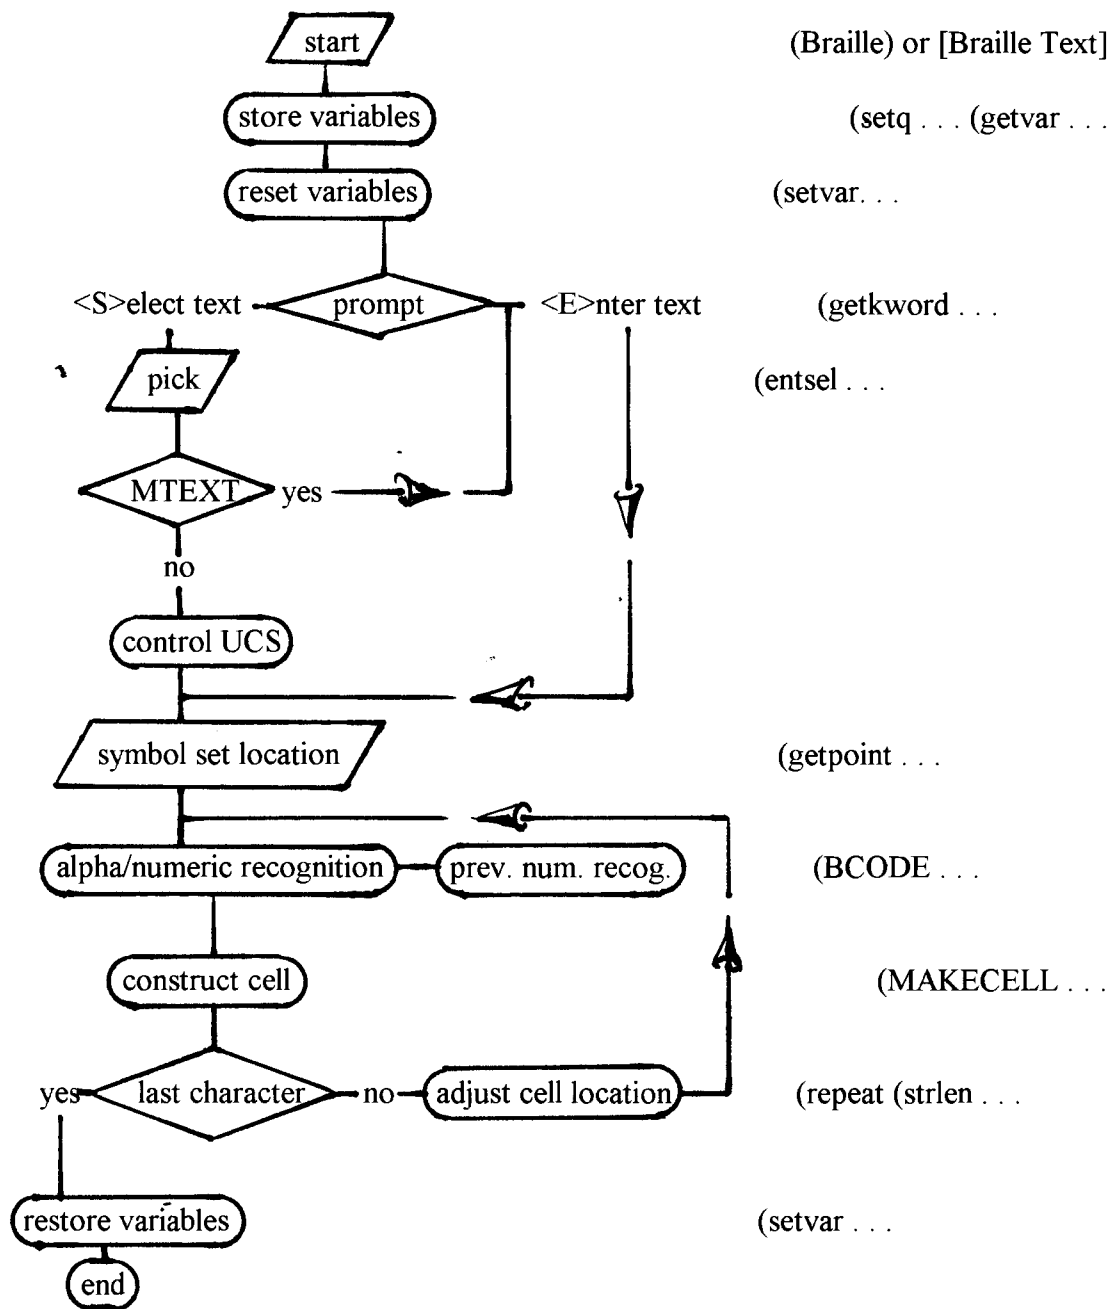 start (Braille) or [Braille Text]
store variables (setq . . . (getvar . . .
reset variables (setvar. . .
<S>elect text prompt <E>nter text (getkword . . .
pick (entsel . . .
MTEXT yes
no
control UCS
symbol set location (getpoint . . .
alpha/numeric recognition prev. num. recog. (BCODE . . .
construct cell (MAKECELL . . .
yes last character no adjust cell location (repeat (strlen . . .
restore variables (setvar . . .
end